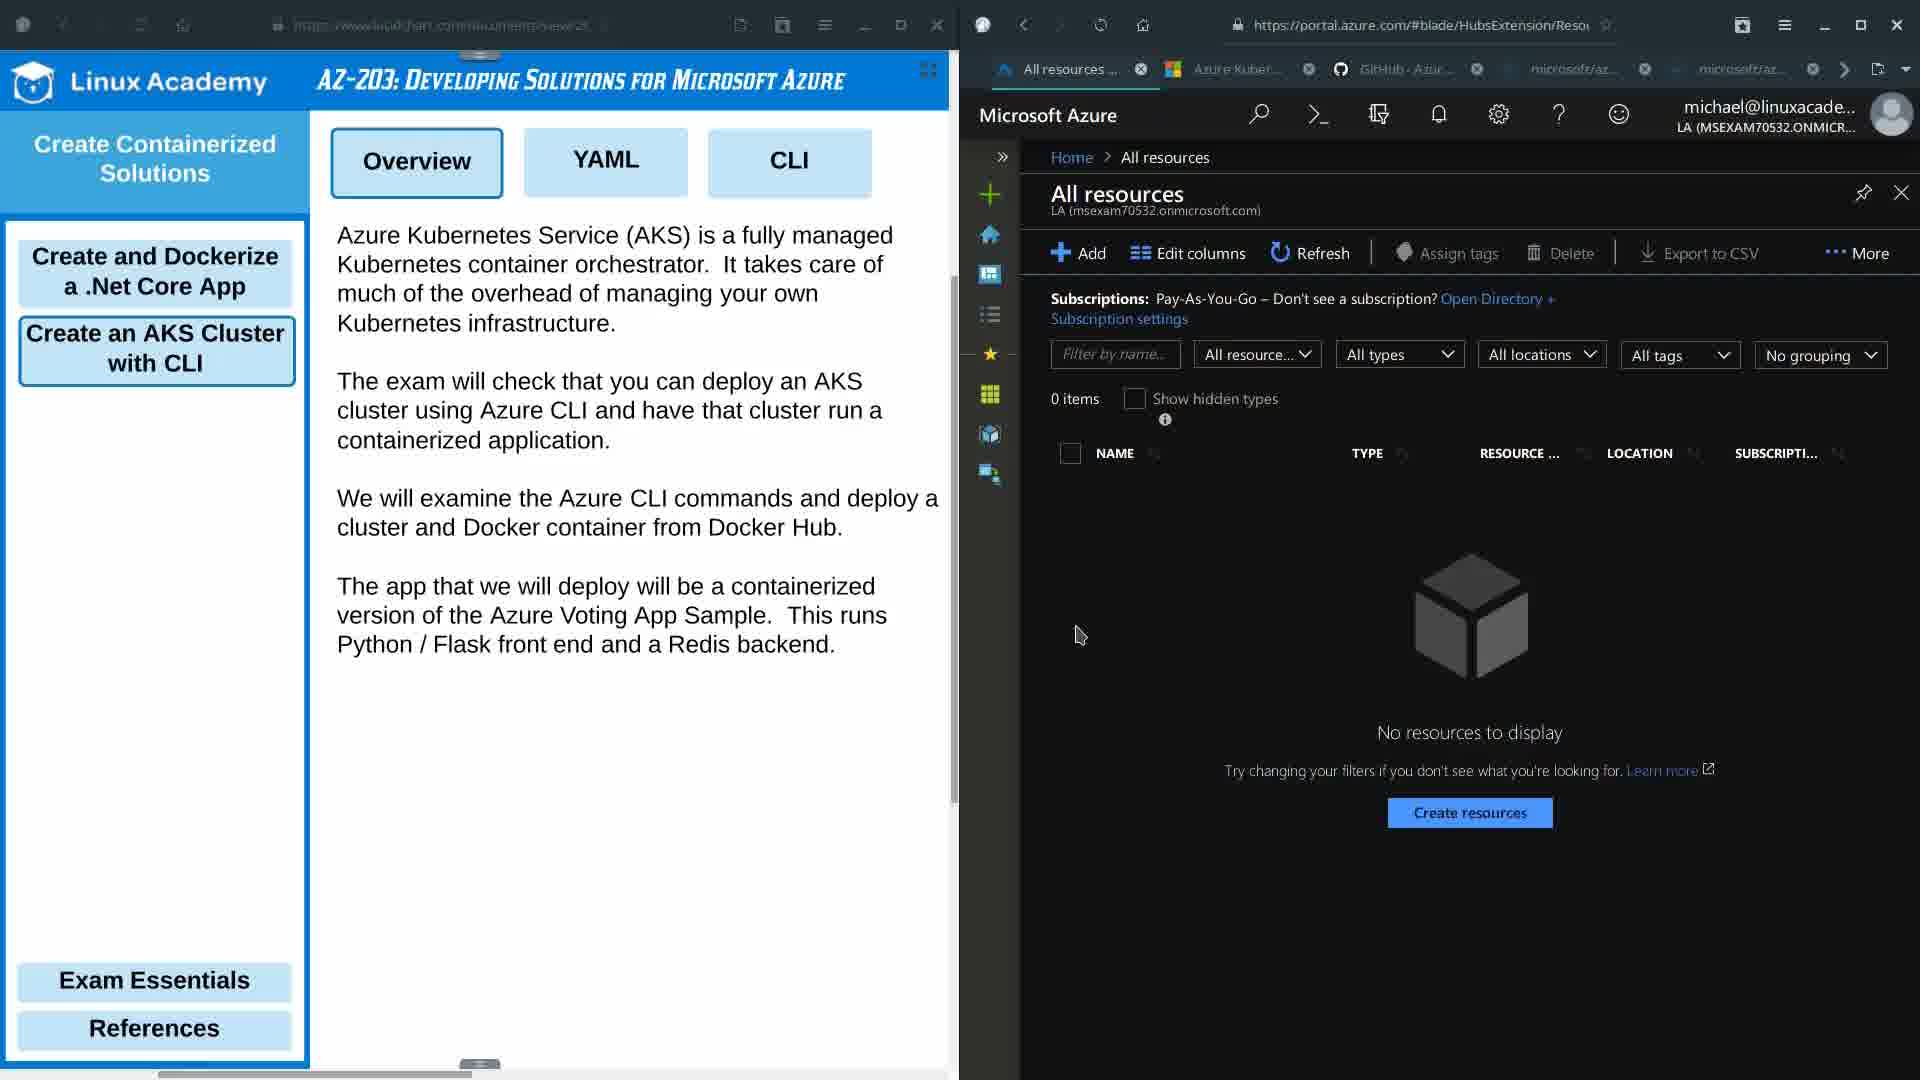 https://www.lucidchart.com/documents/view/2c
https://portal.azure.com/#blade/HubsExtension/Resou
Linux Academy
AZ-203: Developing Solutions for Microsoft Azure
All resources ...
Azure Kuber...
GitHub - Azur...
microsoft/az...
microsoft/az...
Microsoft Azure
michael@linuxacade...
LA (MSEXAM70532.ONMICR...
Create Containerized
Solutions
Create and Dockerize
a .Net Core App
Create an AKS Cluster
with CLI
Exam Essentials
References
Overview
YAML
CLI
Azure Kubernetes Service (AKS) is a fully managed
Kubernetes container orchestrator.  It takes care of
much of the overhead of managing your own
Kubernetes infrastructure.
The exam will check that you can deploy an AKS
cluster using Azure CLI and have that cluster run a
containerized application.
We will examine the Azure CLI commands and deploy a
cluster and Docker container from Docker Hub.
The app that we will deploy will be a containerized
version of the Azure Voting App Sample.  This runs
Python / Flask front end and a Redis backend.
Home > All resources
All resources
LA (msexam70532.onmicrosoft.com)
Add
Edit columns
Refresh
Assign tags
Delete
Export to CSV
More
Subscriptions: Pay-As-You-Go – Don't see a subscription? Open Directory +
Subscription settings
Filter by name...
All resource...
All types
All locations
All tags
No grouping
0 items
Show hidden types
NAME
TYPE
RESOURCE ...
LOCATION
SUBSCRIPTI...
No resources to display
Try changing your filters if you don't see what you're looking for. Learn more
Create resources